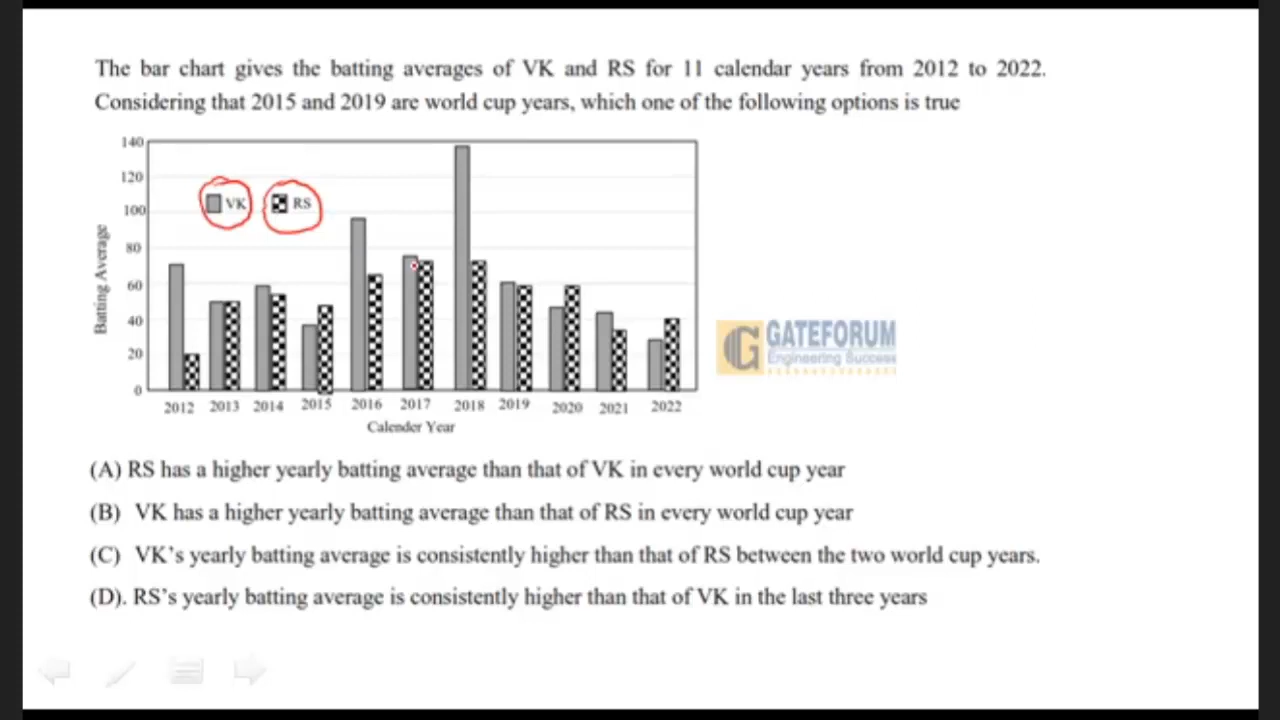 The bar chart gives the batting averages of VK and RS for 11 calendar years from 2012 to 2022.
Considering that 2015 and 2019 are world cup years, which one of the following options is true
140
120
100
80
60
40
20
0
Batting Average
VK RS
2012 2013 2014 2015 2016 2017 2018 2019 2020 2021 2022
Calender Year
GATEFORUM
Engineering Success
(A) RS has a higher yearly batting average than that of VK in every world cup year
(B) VK has a higher yearly batting average than that of RS in every world cup year
(C) VK's yearly batting average is consistently higher than that of RS between the two world cup years.
(D). RS's yearly batting average is consistently higher than that of VK in the last three years